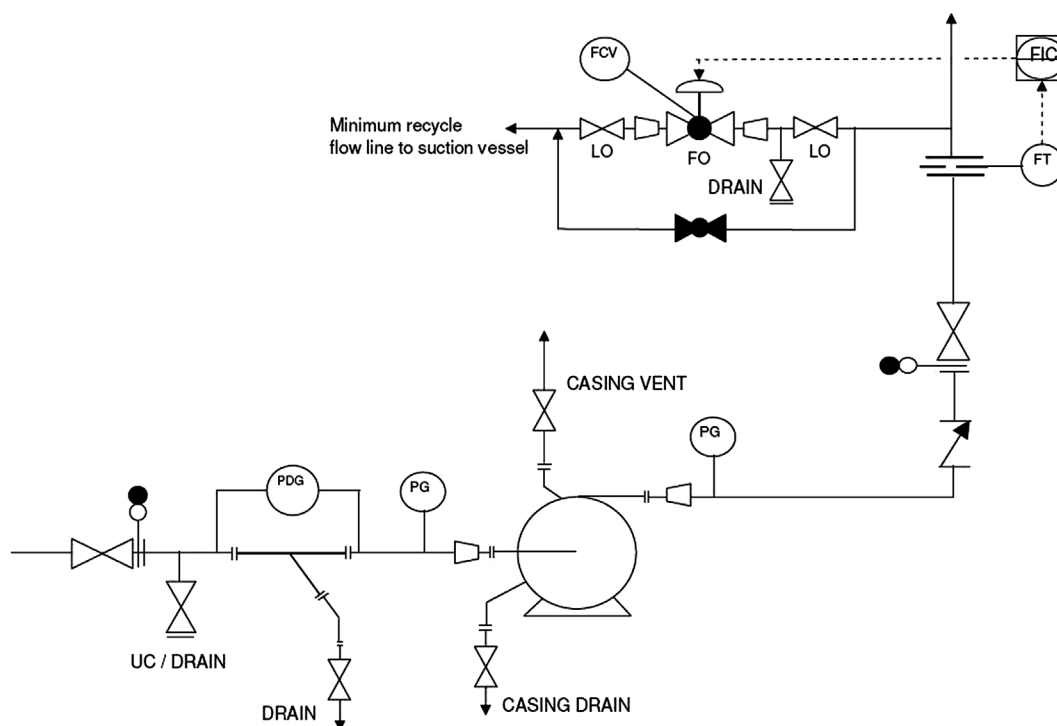 FCV
FIC
Minimum recycle
flow line to suction vessel
LO
FO
LO
FT
DRAIN
CASING VENT
PG
PDG
PG
UC / DRAIN
DRAIN
CASING DRAIN